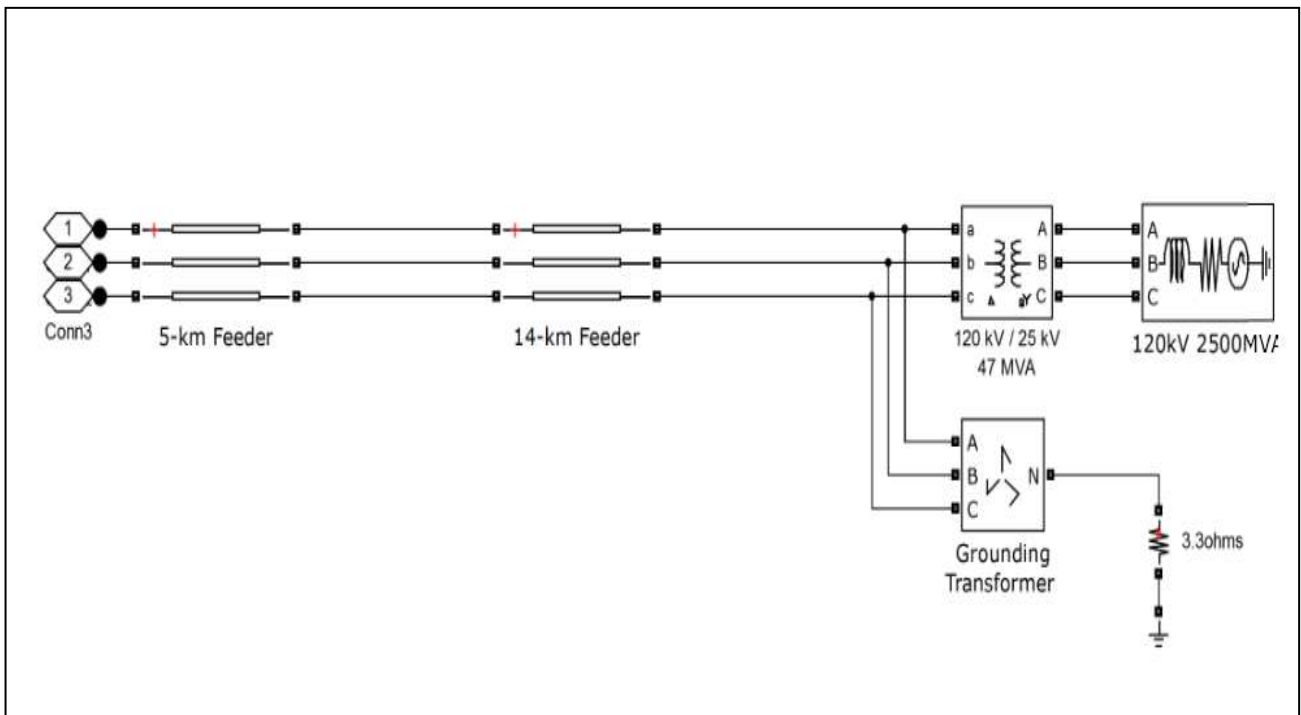 1
2
3
Conn3
5-km Feeder
14-km Feeder
a A
b B
c C
Δ Y
120 kV / 25 kV
47 MVA
A
B
C
120kV 2500MVA
A
B N
C
Grounding
Transformer
3.3ohms